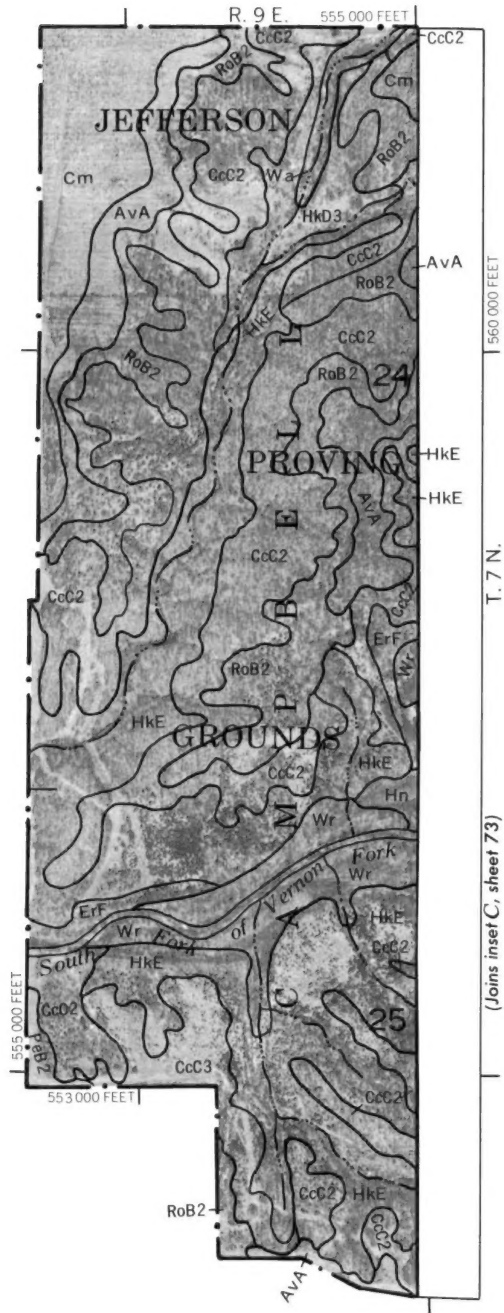 R. 9 E.
555 000 FEET
CcC2
CcC2
RoB2
Cm
JEFFERSON
RoB2
Cm
CcC2
Wa
AvA
HkD3
CcC2
AvA
RoB2
HkE
CcC2
560 000 FEET
RoB2
RoB2
24
CAMPBELL
PROVING
HkE
AvA
HkE
CcC2
T. 7 N.
CcC2
CcC2
ErF
Wr
RoB2
HkE
GROUNDS
HkE
CcC2
Hn
Wr
South Fork of Vernon Fork
Wr
ErF
HkE
Wr
CcC2
HkE
(Joins inset C, sheet 73)
25
555 000 FEET
CcC3
553 000 FEET
CcC2
CcC2
HkE
RoB2
CcC2
AvA